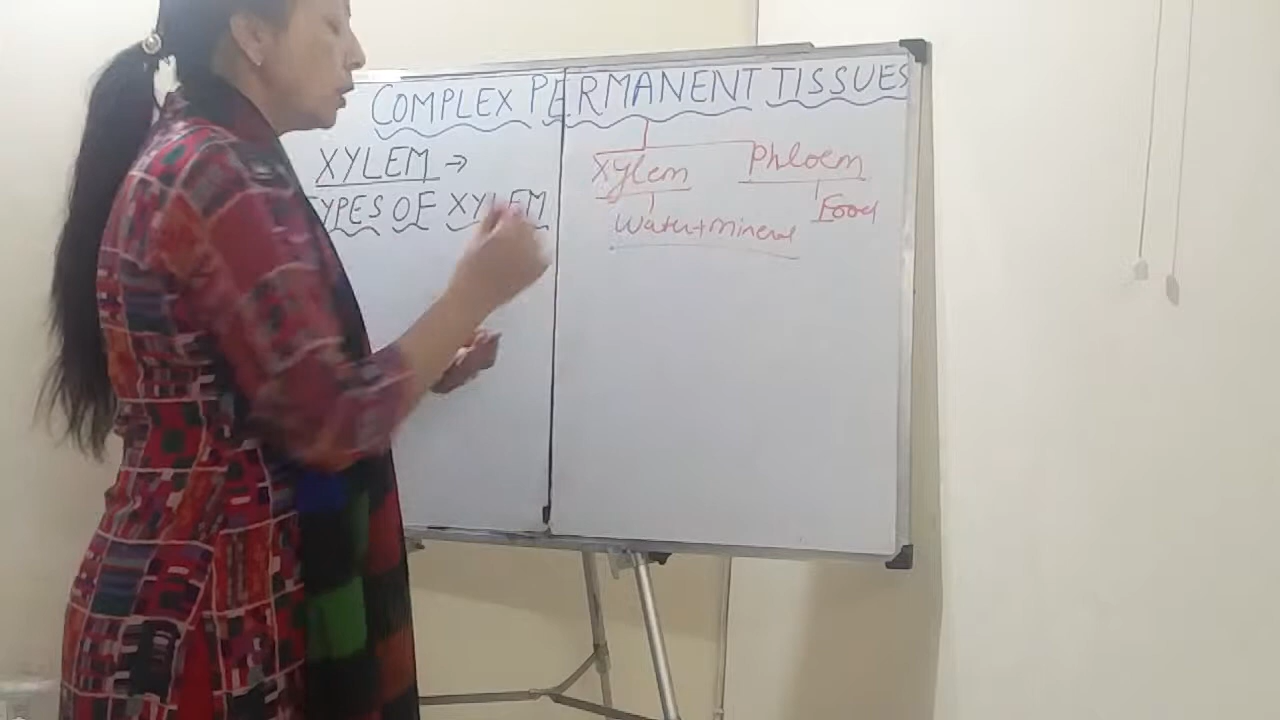 COMPLEX PERMANENT TISSUES
XYLEM →
TYPES OF XYLEM
Xylem
Phloem
Water+Mineral
Food